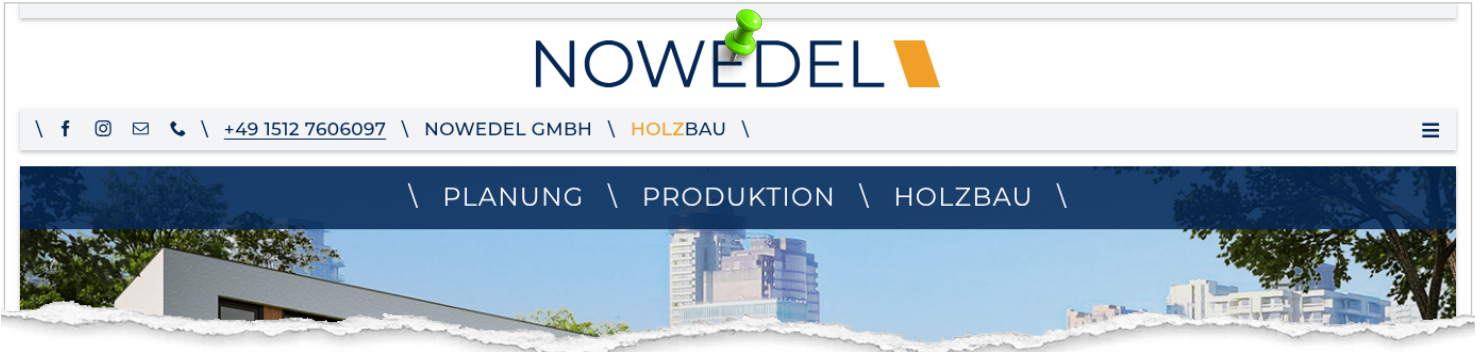 NOWEDEL
\ \ +49 1512 7606097 \ NOWEDEL GMBH \ HOLZBAU \
\ PLANUNG \ PRODUKTION \ HOLZBAU \